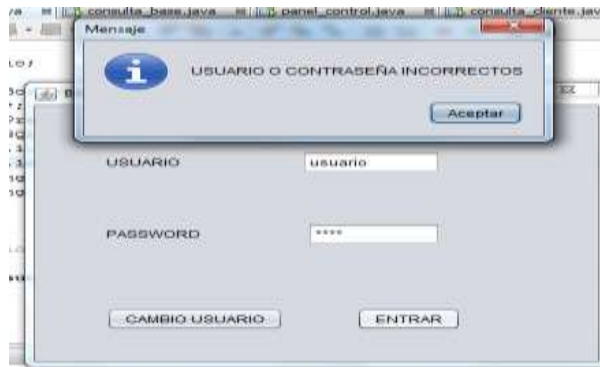 consulta_base.java panel_control.java consulta_cliente.jav
Mensaje
USUARIO O CONTRASEÑA INCORRECTOS
Aceptar
USUARIO usuario
PASSWORD ****
CAMBIO USUARIO ENTRAR